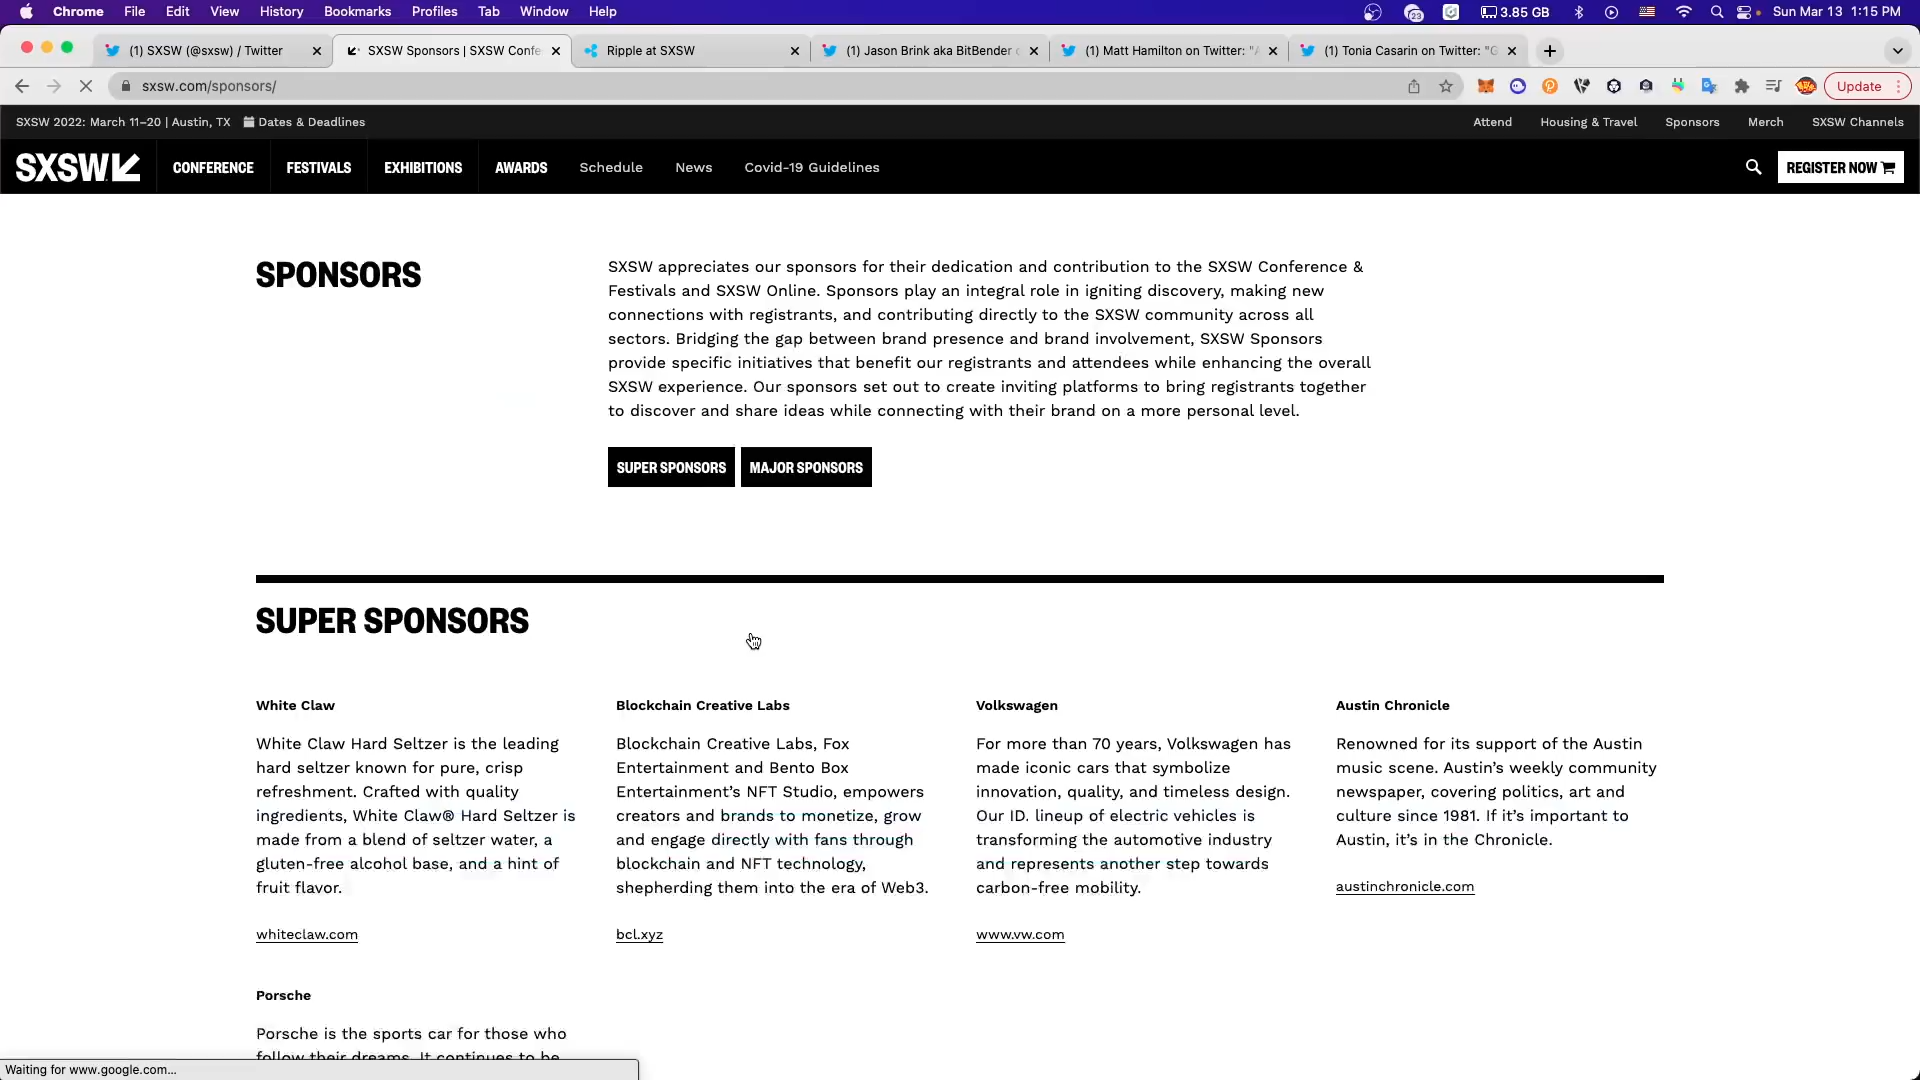 Chrome File Edit View History Bookmarks Profiles Tab Window Help 23 3.85 GB Sun Mar 13 1:15 PM
(1) SXSW (@sxsw) / Twitter SXSW Sponsors | SXSW Confe Ripple at SXSW (1) Jason Brink aka BitBender (1) Matt Hamilton on Twitter: "A (1) Tonia Casarin on Twitter: "G
sxsw.com/sponsors/ Update
SXSW 2022: March 11–20 | Austin, TX Dates & Deadlines Attend Housing & Travel Sponsors Merch SXSW Channels
SXSW CONFERENCE FESTIVALS EXHIBITIONS AWARDS Schedule News Covid-19 Guidelines REGISTER NOW
SPONSORS
SXSW appreciates our sponsors for their dedication and contribution to the SXSW Conference &
Festivals and SXSW Online. Sponsors play an integral role in igniting discovery, making new
connections with registrants, and contributing directly to the SXSW community across all
sectors. Bridging the gap between brand presence and brand involvement, SXSW Sponsors
provide specific initiatives that benefit our registrants and attendees while enhancing the overall
SXSW experience. Our sponsors set out to create inviting platforms to bring registrants together
to discover and share ideas while connecting with their brand on a more personal level.
SUPER SPONSORS MAJOR SPONSORS
SUPER SPONSORS
White Claw
White Claw Hard Seltzer is the leading
hard seltzer known for pure, crisp
refreshment. Crafted with quality
ingredients, White Claw® Hard Seltzer is
made from a blend of seltzer water, a
gluten-free alcohol base, and a hint of
fruit flavor.
whiteclaw.com
Blockchain Creative Labs
Blockchain Creative Labs, Fox
Entertainment and Bento Box
Entertainment's NFT Studio, empowers
creators and brands to monetize, grow
and engage directly with fans through
blockchain and NFT technology,
shepherding them into the era of Web3.
bcl.xyz
Volkswagen
For more than 70 years, Volkswagen has
made iconic cars that symbolize
innovation, quality, and timeless design.
Our ID. lineup of electric vehicles is
transforming the automotive industry
and represents another step towards
carbon-free mobility.
www.vw.com
Austin Chronicle
Renowned for its support of the Austin
music scene. Austin's weekly community
newspaper, covering politics, art and
culture since 1981. If it's important to
Austin, it's in the Chronicle.
austinchronicle.com
Porsche
Porsche is the sports car for those who
follow their dreams. It continues to be
Waiting for www.google.com...